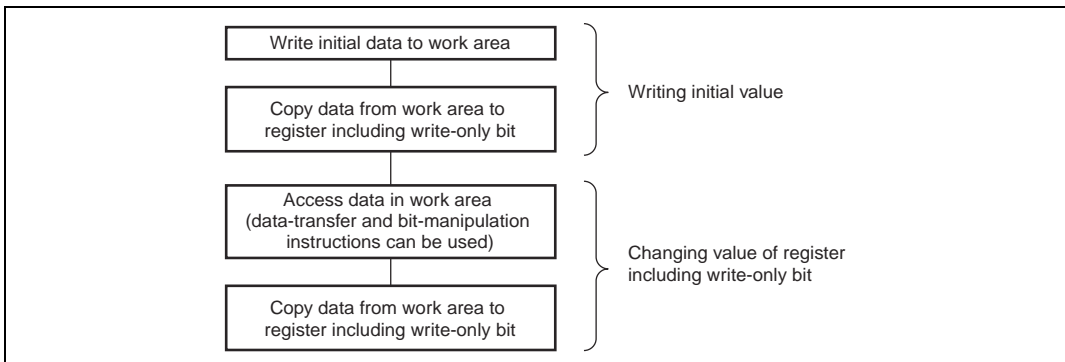 Write initial data to work area
Copy data from work area to
register including write-only bit
Writing initial value
Access data in work area
(data-transfer and bit-manipulation
instructions can be used)
Copy data from work area to
register including write-only bit
Changing value of register
including write-only bit